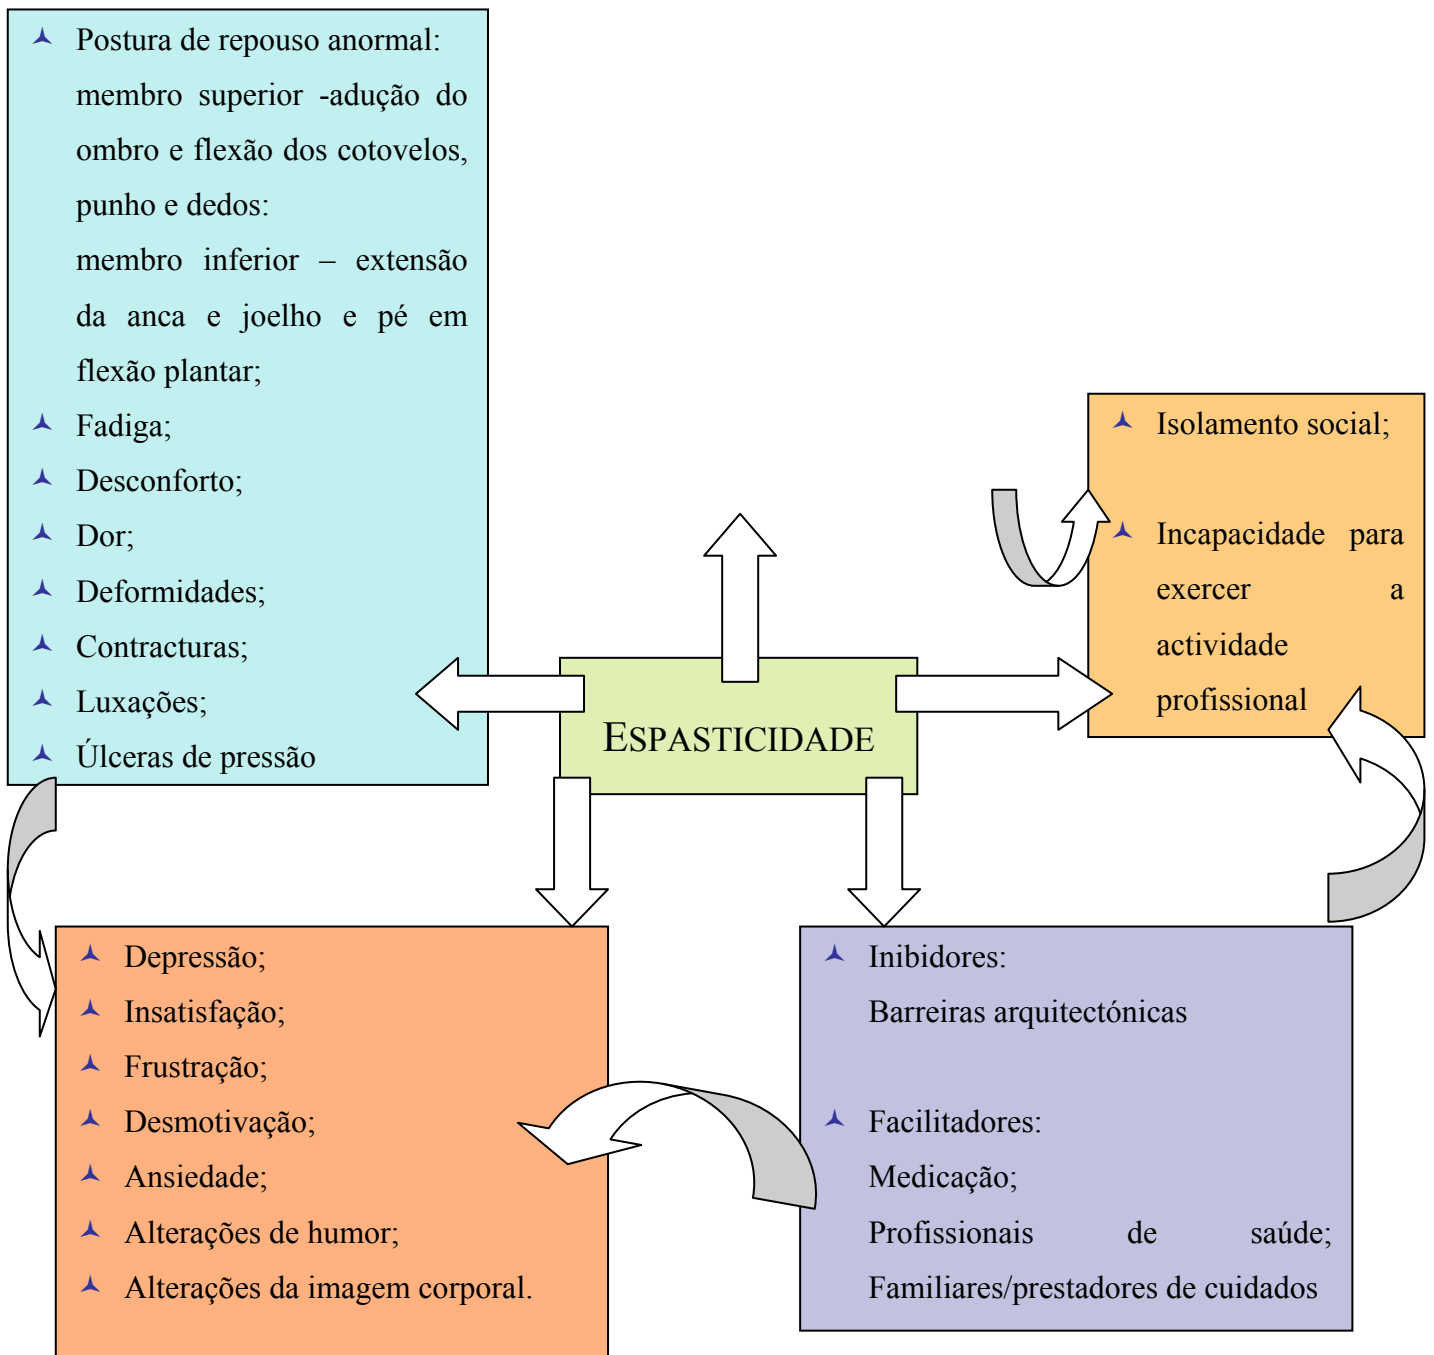 Postura de repouso anormal:
membro superior -adução do
ombro e flexão dos cotovelos,
punho e dedos:
membro inferior – extensão
da anca e joelho e pé em
flexão plantar;
Fadiga;
Desconforto;
Dor;
Deformidades;
Contracturas;
Luxações;
Úlceras de pressão
Isolamento social;
Incapacidade para
exercer a
actividade
profissional
ESPASTICIDADE
Depressão;
Insatisfação;
Frustração;
Desmotivação;
Ansiedade;
Alterações de humor;
Alterações da imagem corporal.
Inibidores:
Barreiras arquitectónicas
Facilitadores:
Medicação;
Profissionais de saúde;
Familiares/prestadores de cuidados